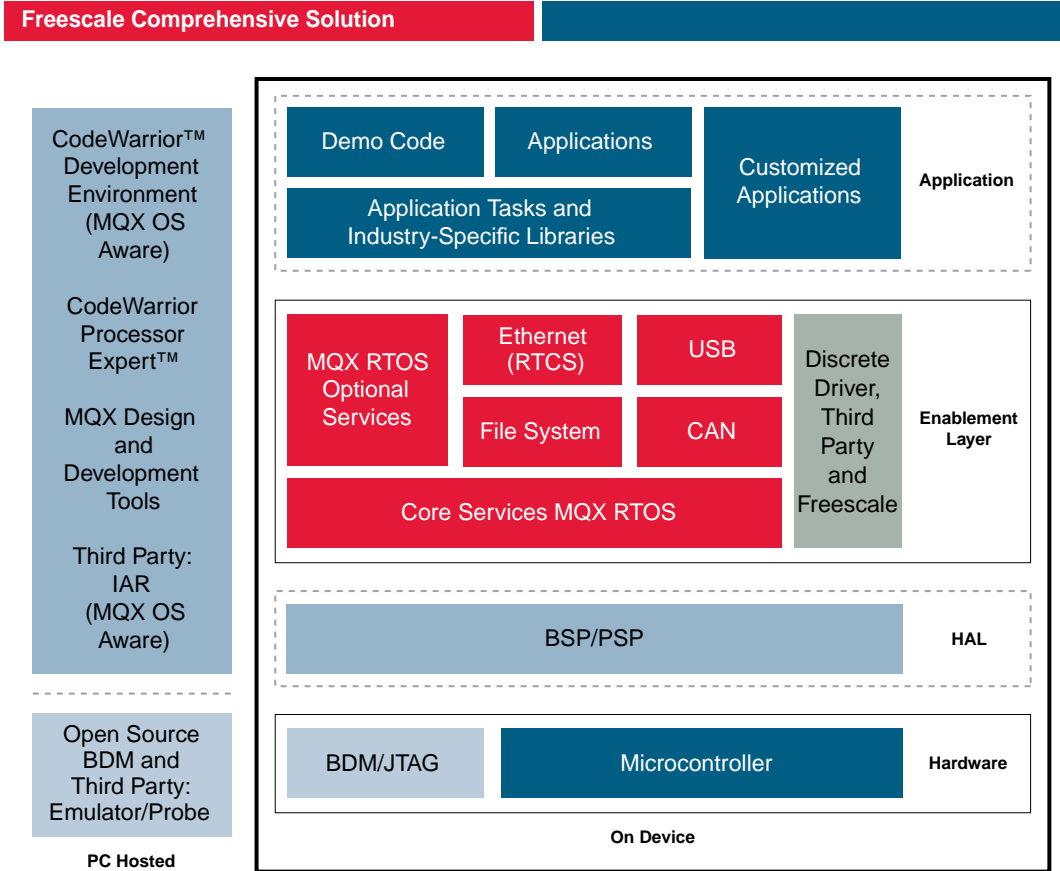 Freescale Comprehensive Solution
CodeWarrior™
Development
Environment
(MQX OS
Aware)
CodeWarrior
Processor
Expert™
MQX Design
and
Development
Tools
Third Party:
IAR
(MQX OS
Aware)
Open Source
BDM and
Third Party:
Emulator/Probe
PC Hosted
Demo Code
Applications
Customized
Applications
Application Tasks and
Industry-Specific Libraries
Application
MQX RTOS
Optional
Services
Ethernet
(RTCS)
USB
File System
CAN
Core Services MQX RTOS
Discrete
Driver,
Third
Party
and
Freescale
Enablement
Layer
BSP/PSP
HAL
BDM/JTAG
Microcontroller
Hardware
On Device